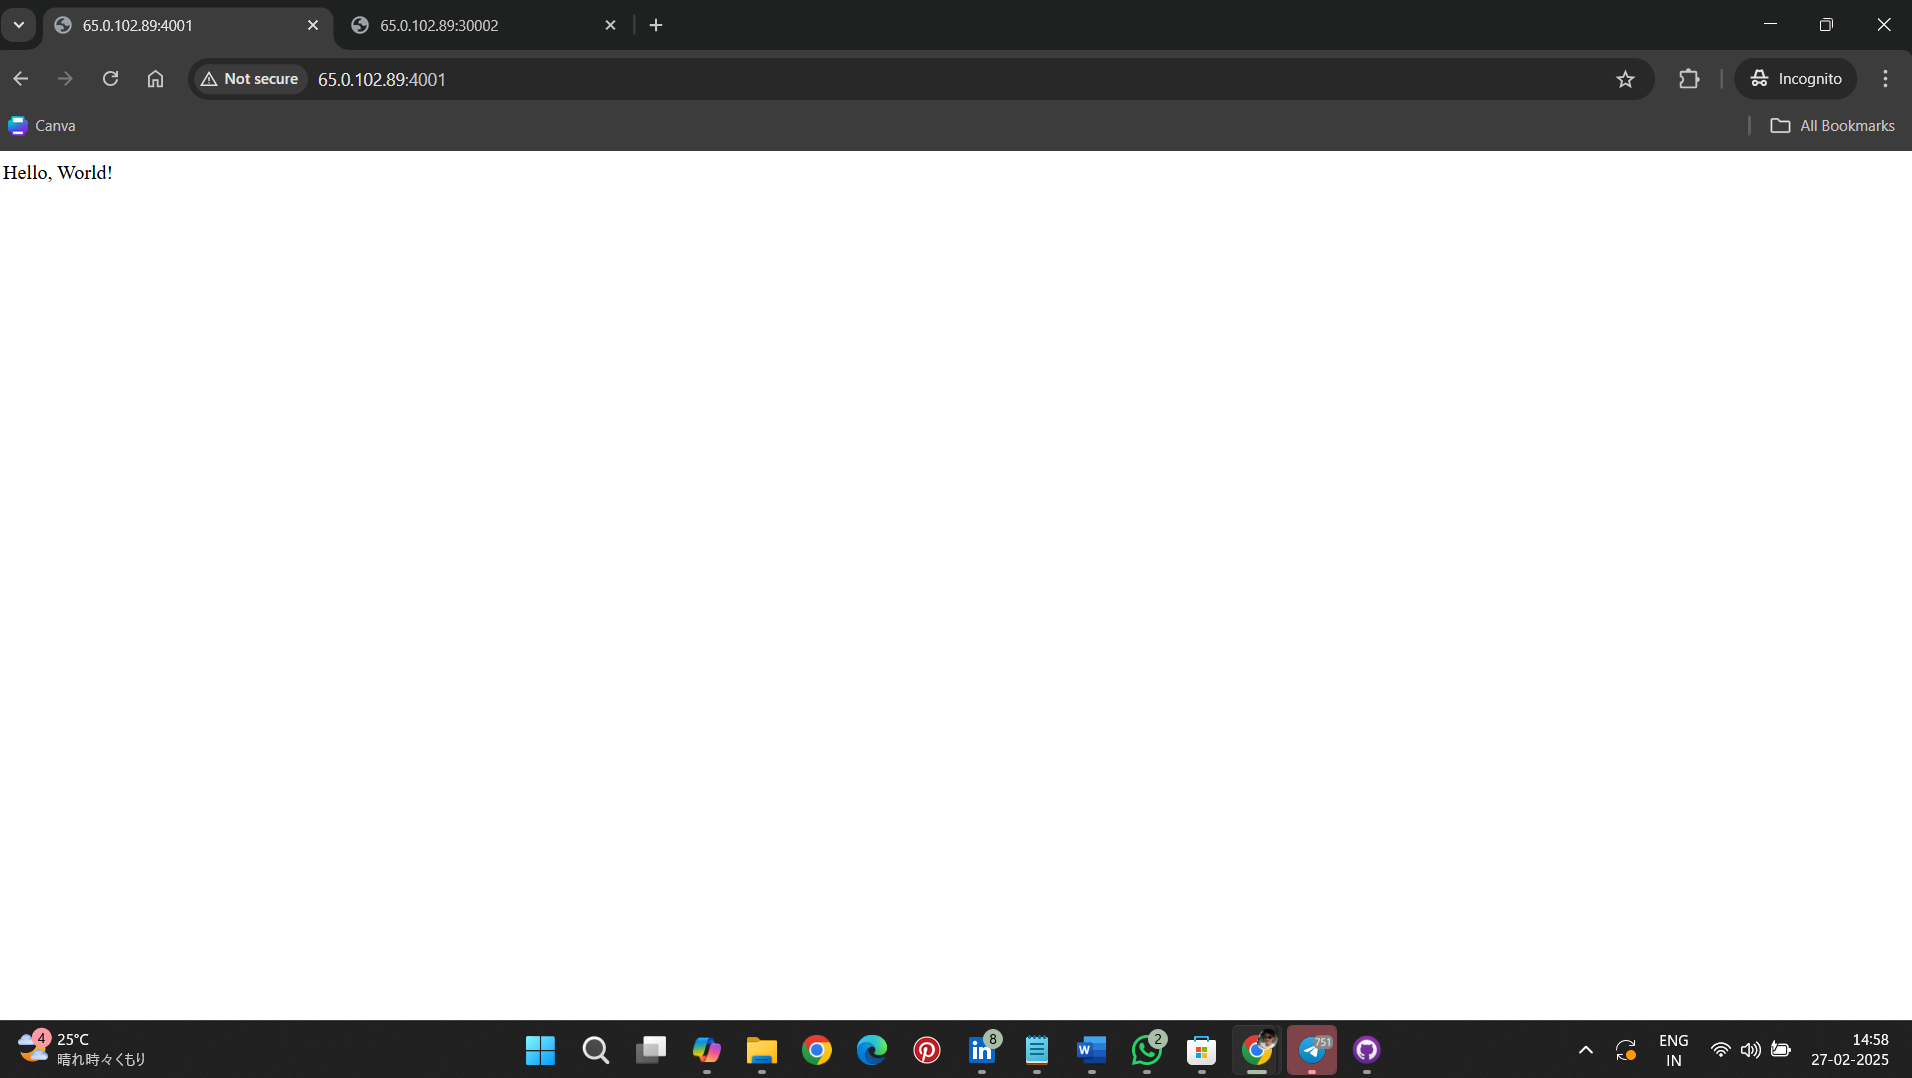 65.0.102.89:4001
65.0.102.89:30002
Not secure
65.0.102.89:4001
Incognito
Canva
All Bookmarks
Hello, World!
4
25°C
晴れ時々くもり
8
2
751
ENG
IN
14:58
27-02-2025